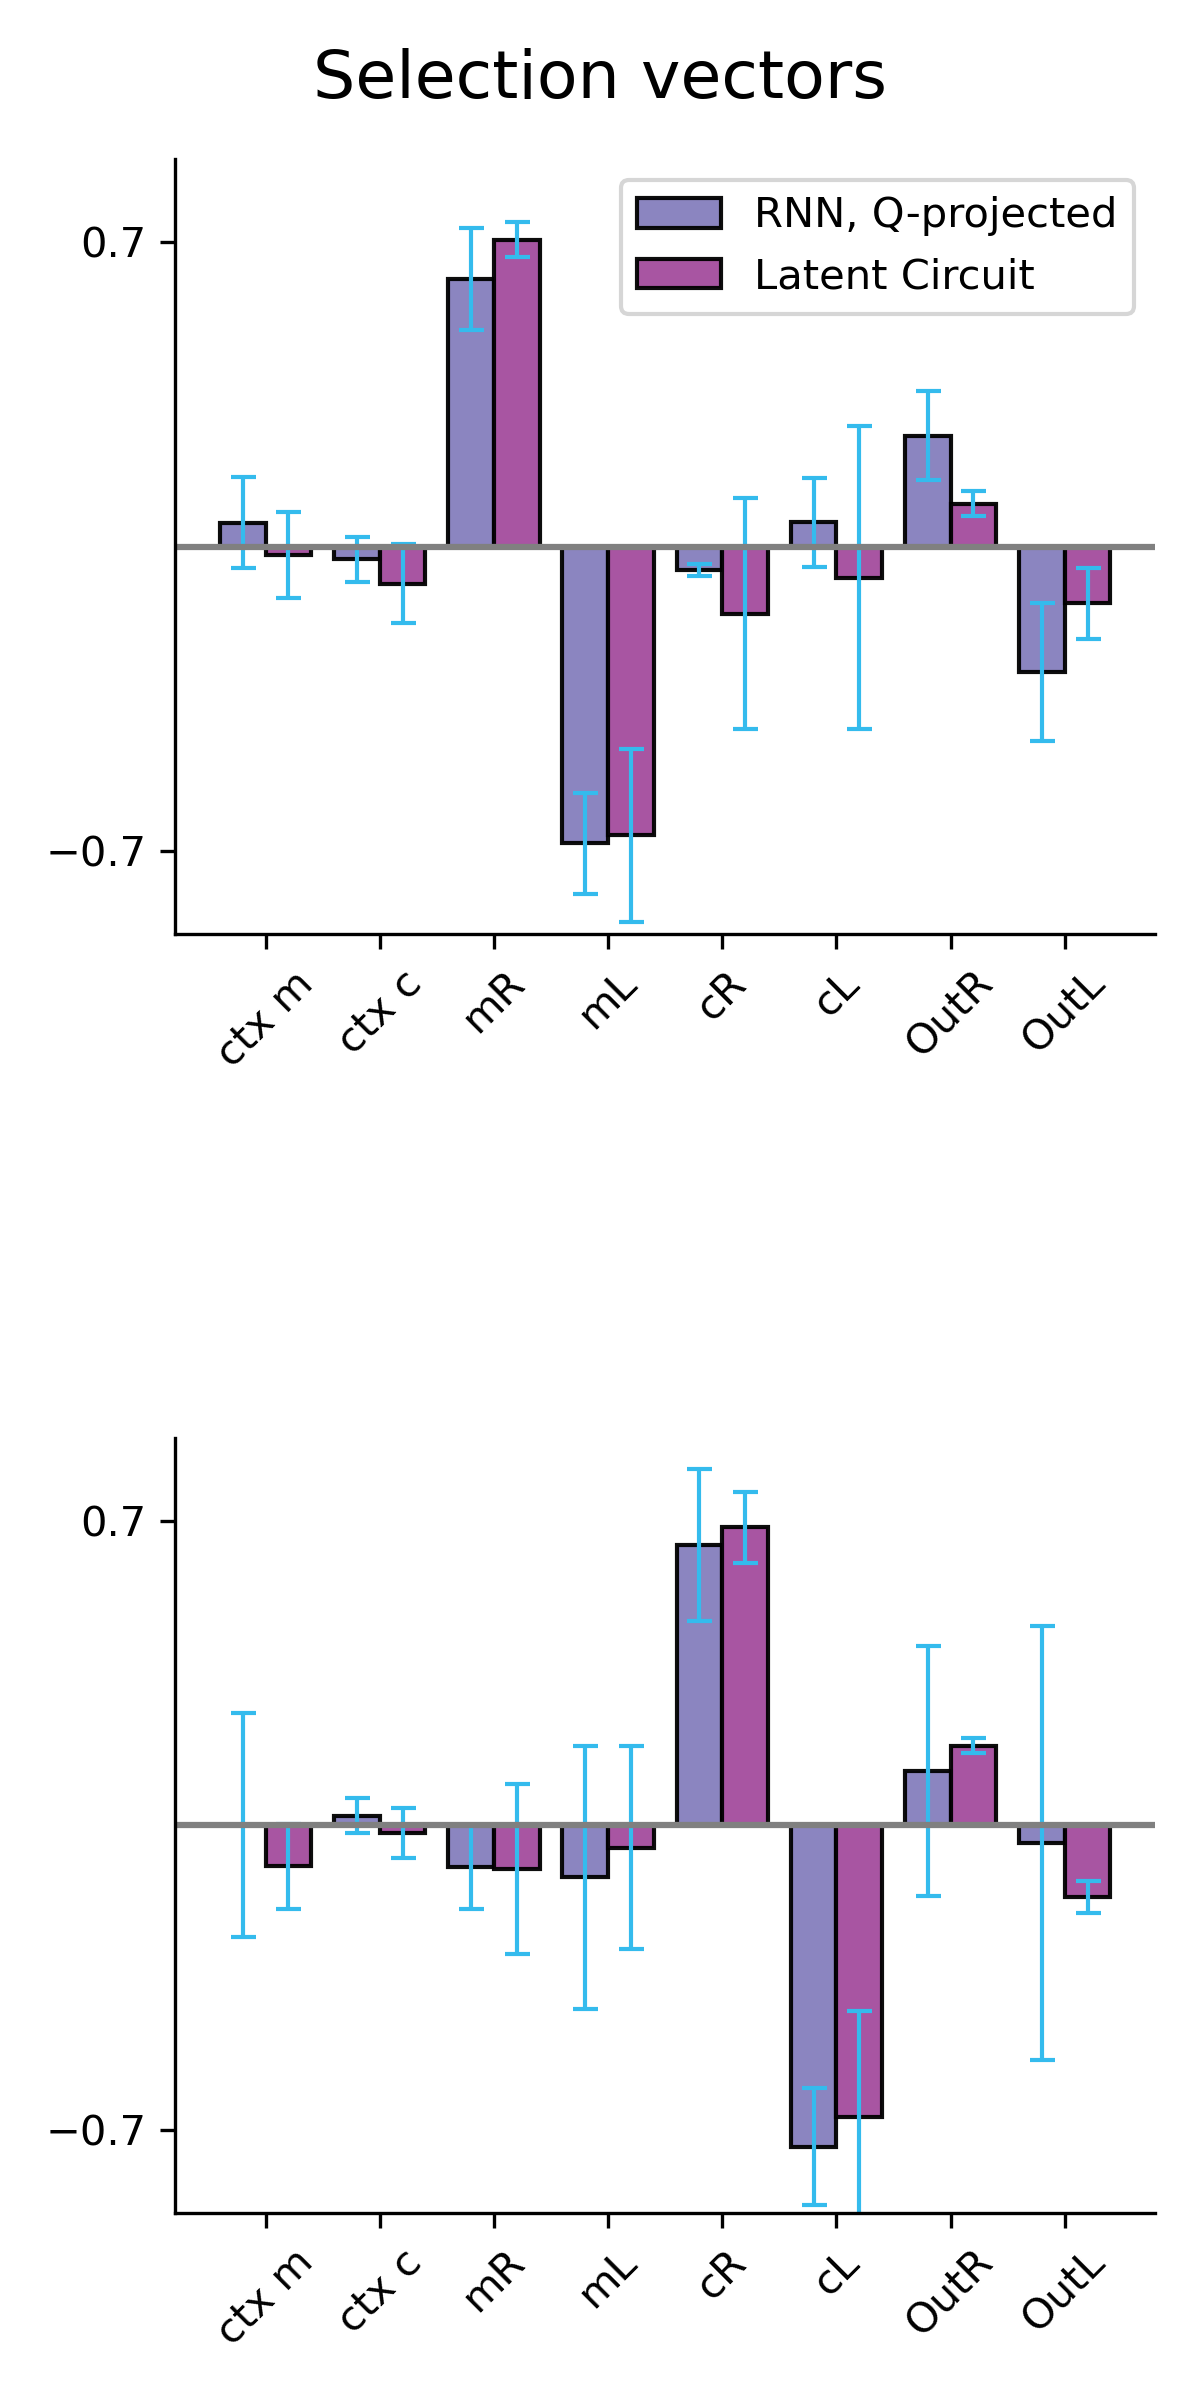 Selection vectors
RNN, Q-projected
Latent Circuit
0.7
−0.7
ctx m
ctx c
mR
mL
cR
cL
OutR
OutL
0.7
−0.7
ctx m
ctx c
mR
mL
cR
cL
OutR
OutL